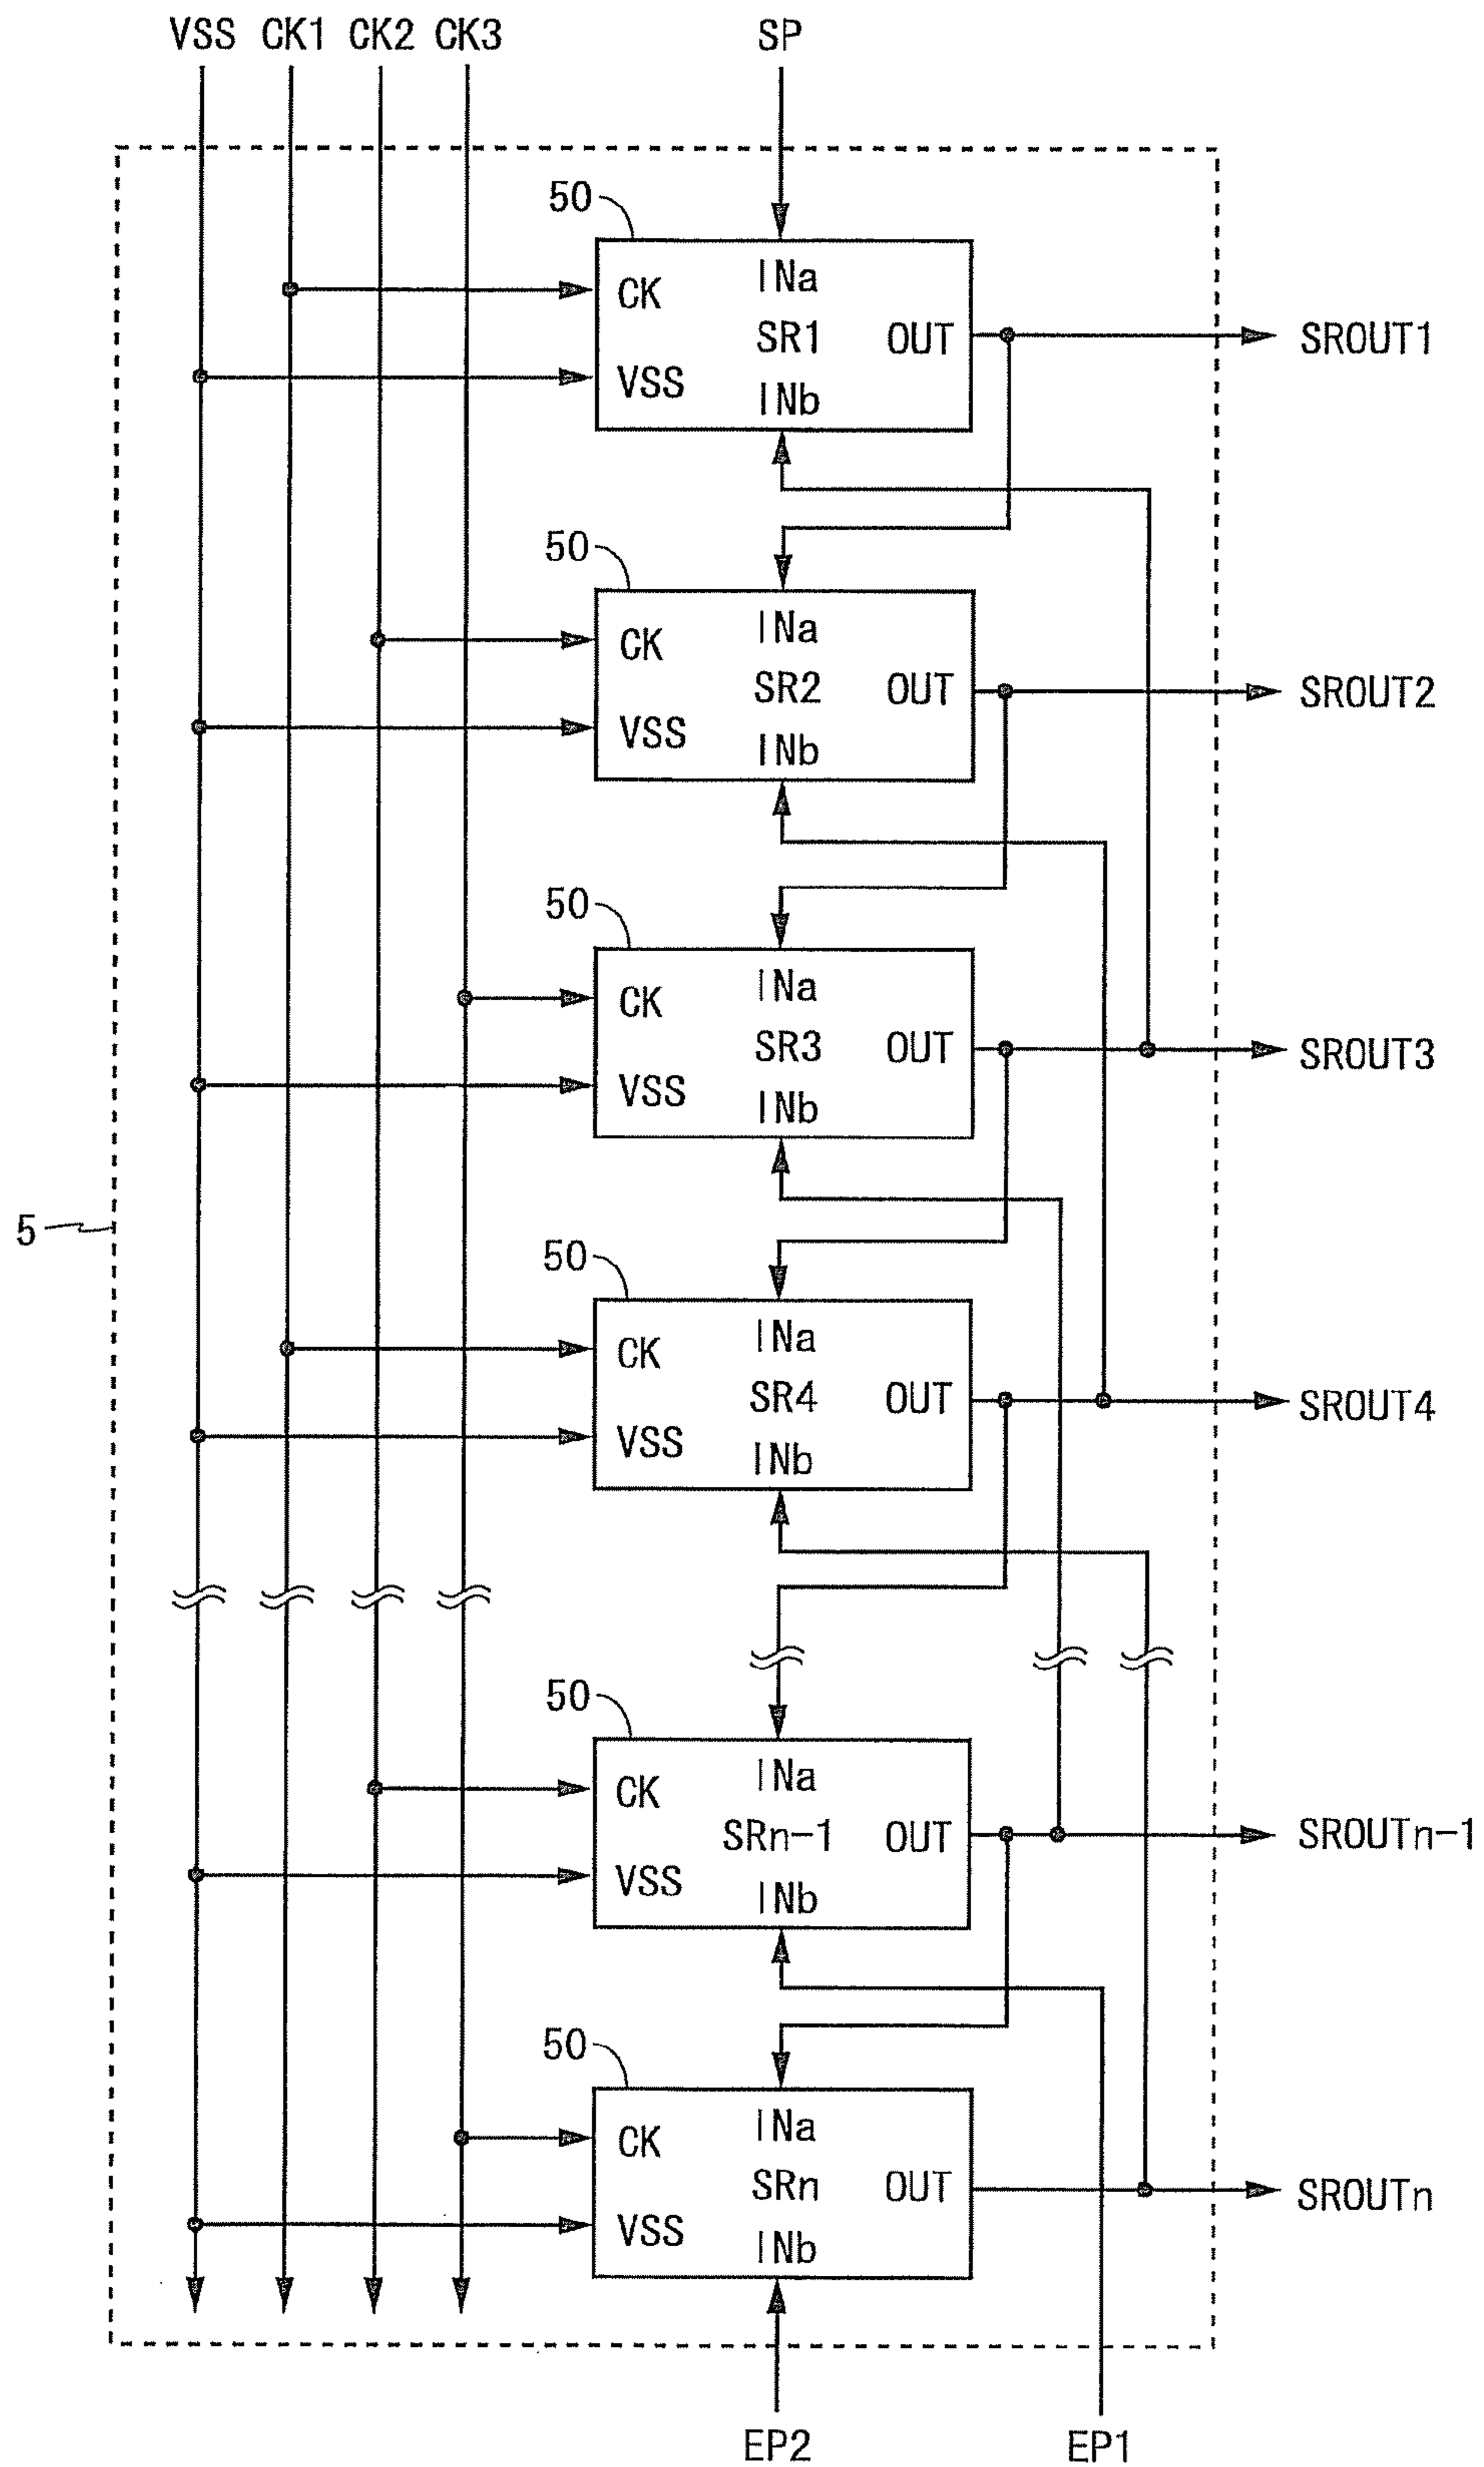 VSS CK1 CK2 CK3 SP
50
CK INa
SR1 OUT SROUT1
VSS INb
50
CK INa
SR2 OUT SROUT2
VSS INb
50
CK INa
SR3 OUT SROUT3
VSS INb
5
50
CK INa
SR4 OUT SROUT4
VSS INb
50
CK INa
SRn-1 OUT SROUTn-1
VSS INb
50
CK INa
SRn OUT SROUTn
VSS INb
EP2 EP1